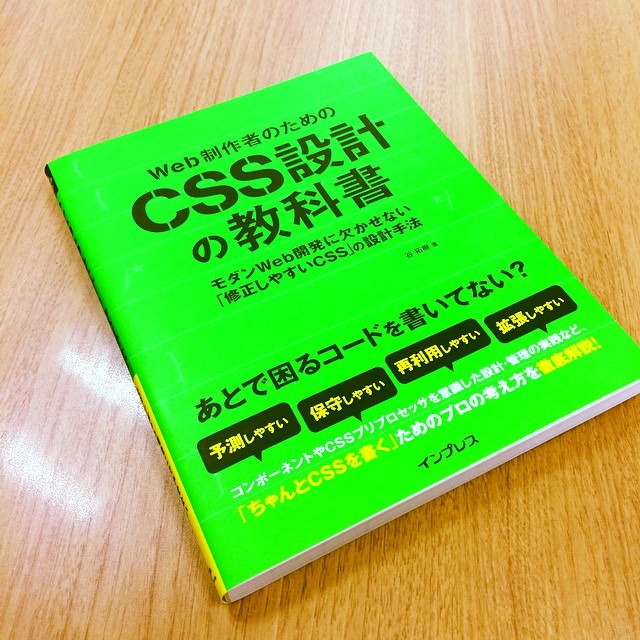 Web制作者のための
CSS設計
の教科書
モダンWeb開発に欠かせない
「修正しやすいCSS」の設計手法
谷 拓樹 著
あとで困るコードを書いてない?
予測しやすい
保守しやすい
再利用しやすい
拡張しやすい
コンポーネントやCSSプリプロセッサを意識した設計・管理の実践など、
「ちゃんとCSSを書く」ためのプロの考え方を徹底解説!
インプレス